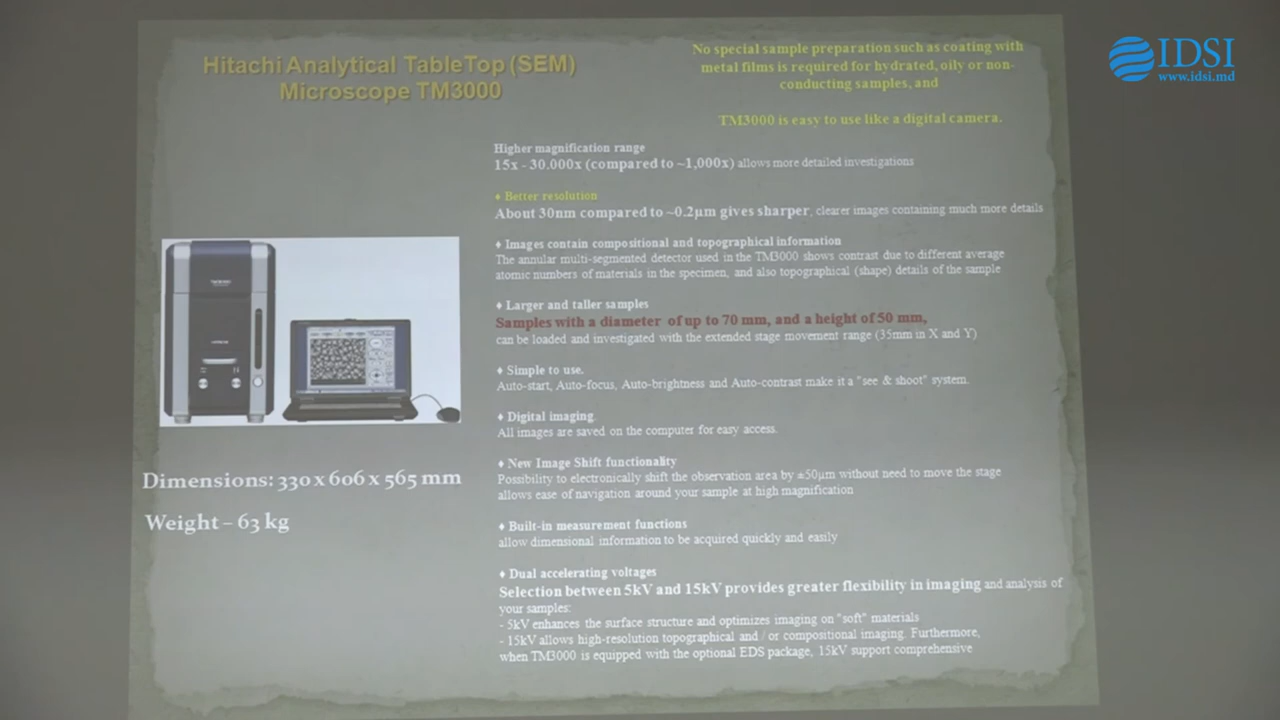 Hitachi Analytical TableTop (SEM)
Microscope TM3000
No special sample preparation such as coating with
metal films is required for hydrated, oily or non-
conducting samples, and
TM3000 is easy to use like a digital camera.
IDSI
www.idsi.md
Higher magnification range
15x - 30.000x (compared to ~1,000x) allows more detailed investigations
♦ Better resolution
About 30nm compared to ~0.2µm gives sharper, clearer images containing much more details
♦ Images contain compositional and topographical information
The annular multi-segmented detector used in the TM3000 shows contrast due to different average
atomic numbers of materials in the specimen, and also topographical (shape) details of the sample
♦ Larger and taller samples
Samples with a diameter of up to 70 mm, and a height of 50 mm,
can be loaded and investigated with the extended stage movement range (35mm in X and Y)
♦ Simple to use.
Auto-start, Auto-focus, Auto-brightness and Auto-contrast make it a "see & shoot" system.
♦ Digital imaging.
All images are saved on the computer for easy access.
♦ New Image Shift functionality
Possibility to electronically shift the observation area by ±50µm without need to move the stage
allows ease of navigation around your sample at high magnification
♦ Built-in measurement functions
allow dimensional information to be acquired quickly and easily
♦ Dual accelerating voltages
Selection between 5kV and 15kV provides greater flexibility in imaging and analysis of
your samples:
- 5kV enhances the surface structure and optimizes imaging on "soft" materials
- 15kV allows high-resolution topographical and / or compositional imaging. Furthermore,
when TM3000 is equipped with the optional EDS package, 15kV support comprehensive
Dimensions: 330 x 606 x 565 mm
Weight – 63 kg